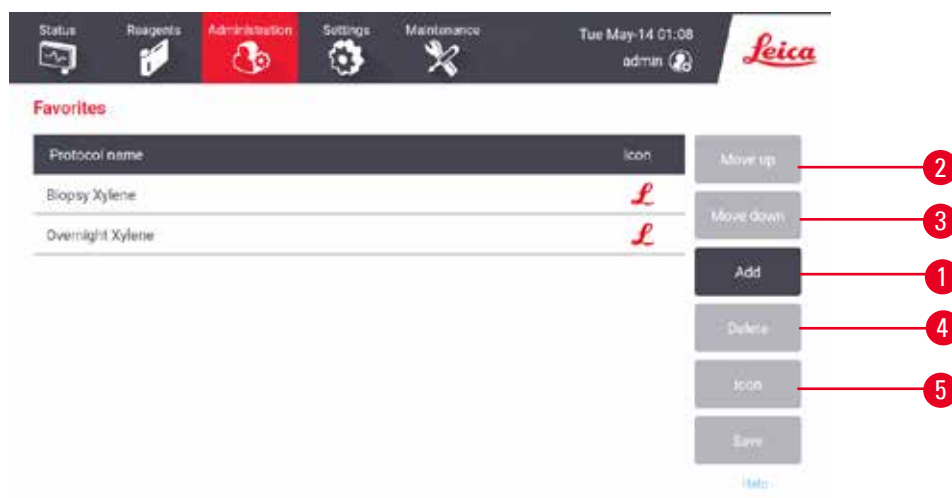 Status Reagents Administration Settings Maintenance Tue May-14 01:08
admin
Leica
Favorites
Protocol name Icon
Biopsy Xylene L
Overnight Xylene L
Move up
Move down
Add
Delete
Icon
Save
Help
2
3
1
4
5